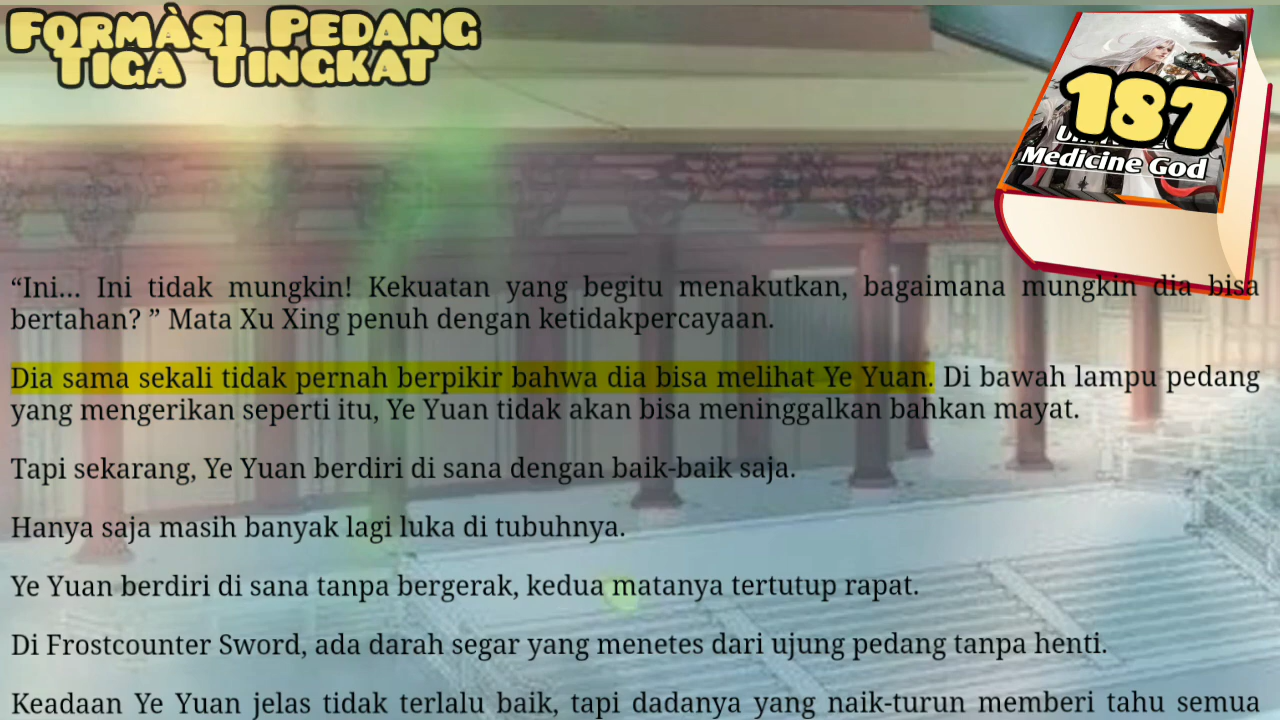 Formàsi Pedang
Tiga Tingkat
187
Medicine God
“Ini... Ini tidak mungkin! Kekuatan yang begitu menakutkan, bagaimana mungkin dia bisa
bertahan? ” Mata Xu Xing penuh dengan ketidakpercayaan.
Dia sama sekali tidak pernah berpikir bahwa dia bisa melihat Ye Yuan. Di bawah lampu pedang
yang mengerikan seperti itu, Ye Yuan tidak akan bisa meninggalkan bahkan mayat.
Tapi sekarang, Ye Yuan berdiri di sana dengan baik-baik saja.
Hanya saja masih banyak lagi luka di tubuhnya.
Ye Yuan berdiri di sana tanpa bergerak, kedua matanya tertutup rapat.
Di Frostcounter Sword, ada darah segar yang menetes dari ujung pedang tanpa henti.
Keadaan Ye Yuan jelas tidak terlalu baik, tapi dadanya yang naik-turun memberi tahu semua